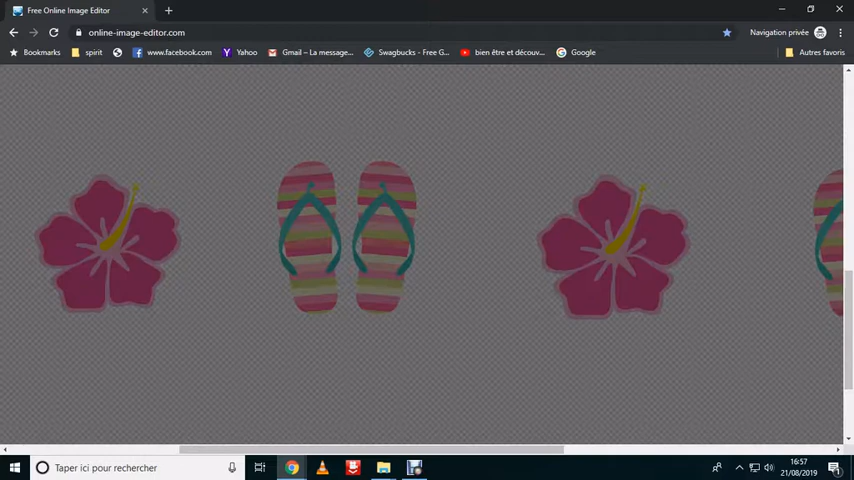 Free Online Image Editor
online-image-editor.com
Navigation privée
Bookmarks
spirit
www.facebook.com
Yahoo
Gmail – La message...
Swagbucks - Free G...
bien être et découv...
Google
Autres favoris
Taper ici pour rechercher
16:57
21/08/2019
1